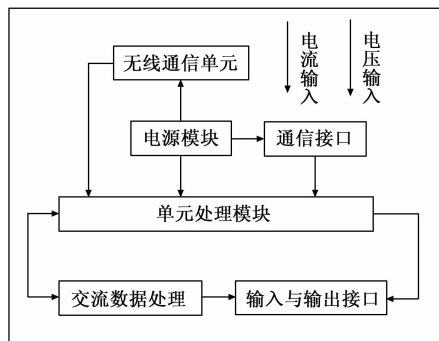 无线通信单元
电流输入
电压输入
电源模块
通信接口
单元处理模块
交流数据处理
输入与输出接口